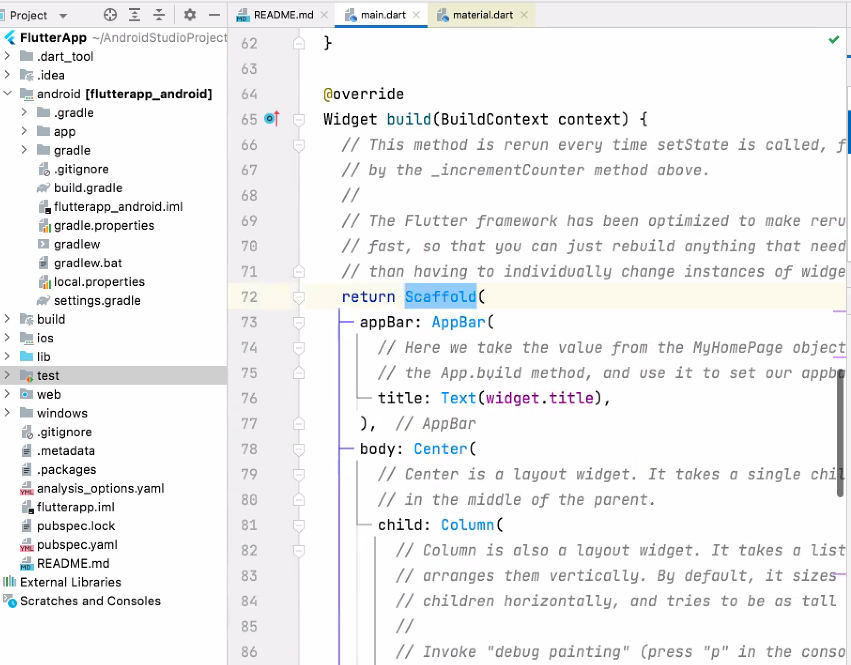 Project
README.md
main.dart
material.dart
FlutterApp ~/AndroidStudioProject
.dart_tool
.idea
android [flutterapp_android]
.gradle
app
gradle
.gitignore
build.gradle
flutterapp_android.iml
gradle.properties
gradlew
gradlew.bat
local.properties
settings.gradle
build
ios
lib
test
web
windows
.gitignore
.metadata
.packages
analysis_options.yaml
flutterapp.iml
pubspec.lock
pubspec.yaml
README.md
External Libraries
Scratches and Consoles
62 }
63
64 @override
65 Widget build(BuildContext context) {
66 // This method is rerun every time setState is called, f
67 // by the _incrementCounter method above.
68 //
69 // The Flutter framework has been optimized to make reru
70 // fast, so that you can just rebuild anything that need
71 // than having to individually change instances of widge
72 return Scaffold(
73 appBar: AppBar(
74 // Here we take the value from the MyHomePage object
75 // the App.build method, and use it to set our appba
76 title: Text(widget.title),
77 ), // AppBar
78 body: Center(
79 // Center is a layout widget. It takes a single chil
80 // in the middle of the parent.
81 child: Column(
82 // Column is also a layout widget. It takes a list
83 // arranges them vertically. By default, it sizes
84 // children horizontally, and tries to be as tall
85 //
86 // Invoke "debug painting" (press "p" in the conso